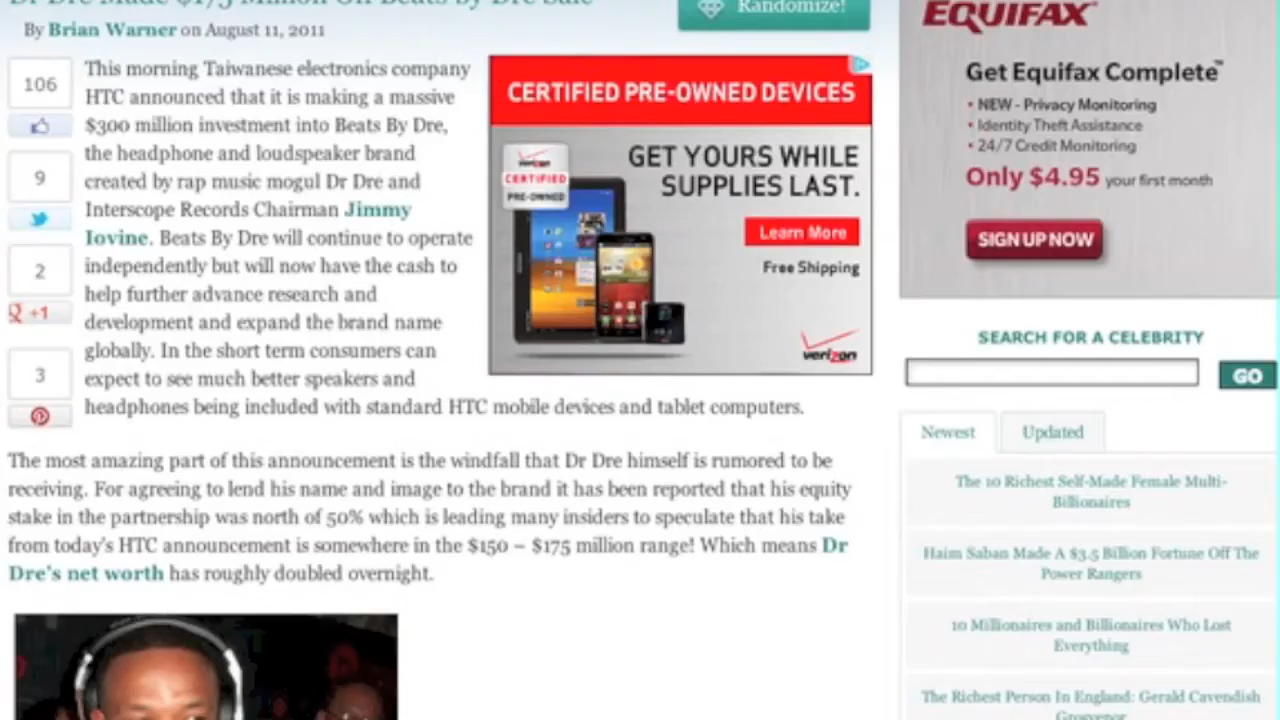 Dr Dre Made $175 Million On Beats by Dre Sale
By Brian Warner on August 11, 2011
106
9
2
+1
3
This morning Taiwanese electronics company
HTC announced that it is making a massive
$300 million investment into Beats By Dre,
the headphone and loudspeaker brand
created by rap music mogul Dr Dre and
Interscope Records Chairman Jimmy
Iovine. Beats By Dre will continue to operate
independently but will now have the cash to
help further advance research and
development and expand the brand name
globally. In the short term consumers can
expect to see much better speakers and
headphones being included with standard HTC mobile devices and tablet computers.
The most amazing part of this announcement is the windfall that Dr Dre himself is rumored to be
receiving. For agreeing to lend his name and image to the brand it has been reported that his equity
stake in the partnership was north of 50% which is leading many insiders to speculate that his take
from today's HTC announcement is somewhere in the $150 – $175 million range! Which means Dr
Dre's net worth has roughly doubled overnight.
Randomize!
CERTIFIED PRE-OWNED DEVICES
verizon
CERTIFIED
PRE-OWNED
GET YOURS WHILE
SUPPLIES LAST.
Learn More
Free Shipping
verizon
EQUIFAX
Get Equifax Complete™
• NEW - Privacy Monitoring
• Identity Theft Assistance
• 24/7 Credit Monitoring
Only $4.95 your first month
SIGN UP NOW
SEARCH FOR A CELEBRITY
GO
Newest
Updated
The 10 Richest Self-Made Female Multi-
Billionaires
Haim Saban Made A $3.5 Billion Fortune Off The
Power Rangers
10 Millionaires and Billionaires Who Lost
Everything
The Richest Person In England: Gerald Cavendish
Grosvenor